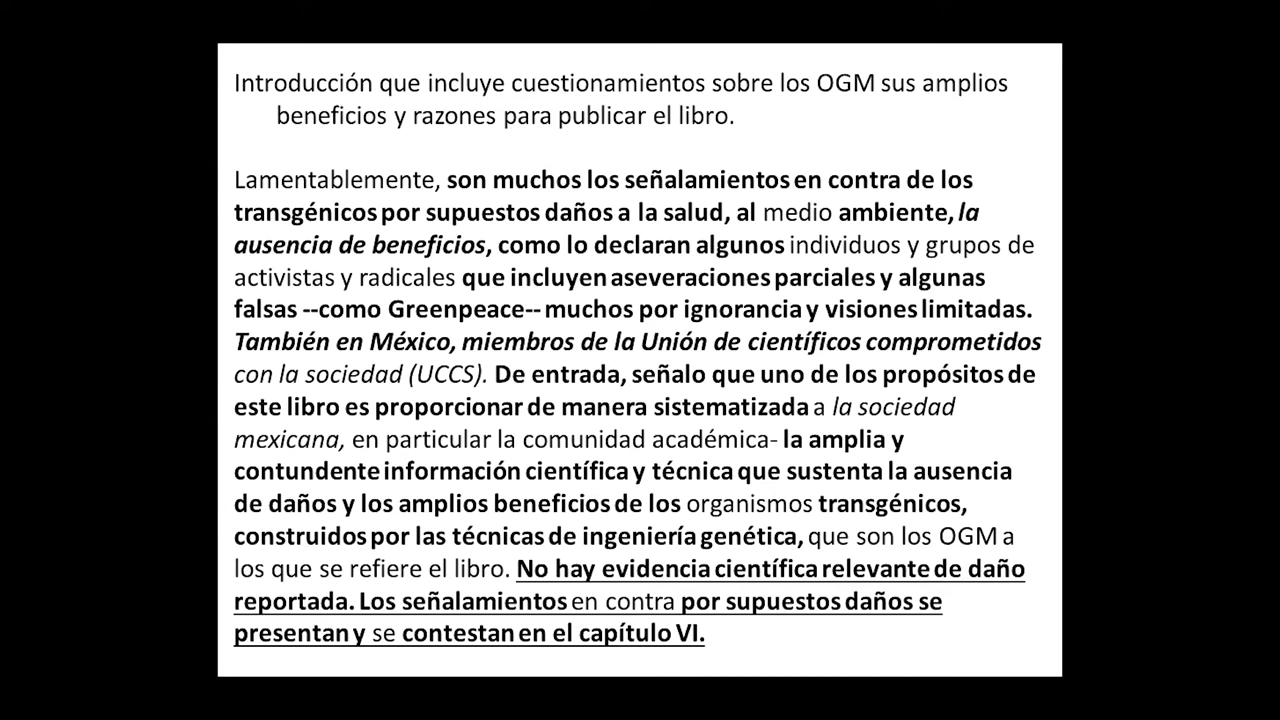 Introducción que incluye cuestionamientos sobre los OGM sus amplios
beneficios y razones para publicar el libro.
Lamentablemente, son muchos los señalamientos en contra de los
transgénicos por supuestos daños a la salud, al medio ambiente, la
ausencia de beneficios, como lo declaran algunos individuos y grupos de
activistas y radicales que incluyen aseveraciones parciales y algunas
falsas --como Greenpeace-- muchos por ignorancia y visiones limitadas.
También en México, miembros de la Unión de científicos comprometidos
con la sociedad (UCCS). De entrada, señalo que uno de los propósitos de
este libro es proporcionar de manera sistematizada a la sociedad
mexicana, en particular la comunidad académica- la amplia y
contundente información científica y técnica que sustenta la ausencia
de daños y los amplios beneficios de los organismos transgénicos,
construidos por las técnicas de ingeniería genética, que son los OGM a
los que se refiere el libro. No hay evidencia científica relevante de daño
reportada. Los señalamientos en contra por supuestos daños se
presentan y se contestan en el capítulo VI.